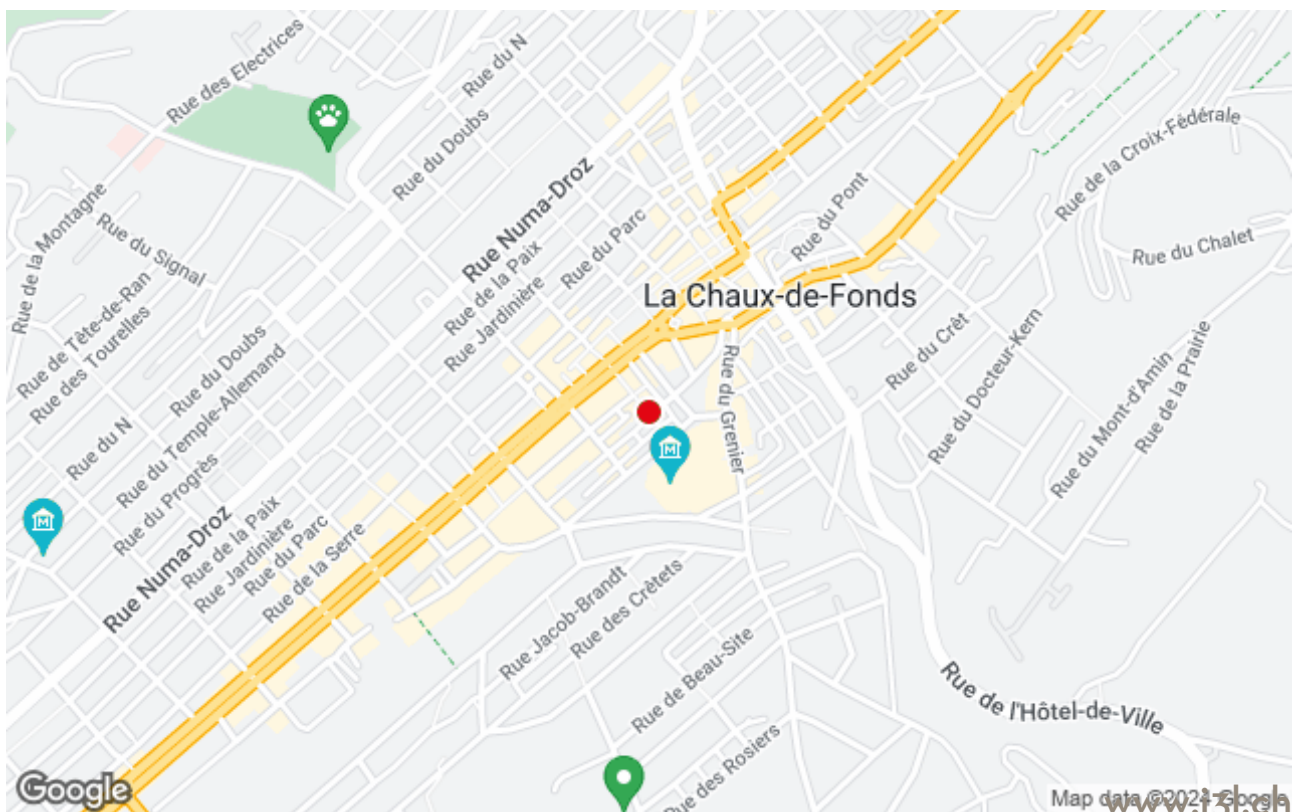 Rue des Electrices
Rue du N
Rue du Doubs
Rue de la Croix-Fédérale
Rue de la Montagne
Rue du Signal
Rue Numa-Droz
Rue du Parc
Rue du Pont
Rue du Chalet
Rue de la Paix
Rue Jardinière
La Chaux-de-Fonds
Rue de Tête-de-Ran
Rue des Tourelles
Rue du Doubs
Rue du Temple-Allemand
Rue du N
Rue du Progrès
Rue du Grenier
Rue du Crêt
Rue du Docteur-Kern
Rue du Mont-d'Amin
Rue de la Prairie
M
M
Rue Numa-Droz
Rue de la Paix
Rue Jardinière
Rue du Parc
Rue de la Serre
Rue Jacob-Brandt
Rue des Crêtets
Rue de Beau-Site
Rue de l'Hôtel-de-Ville
Rue des Rosiers
Google
Map data ©2024 Google